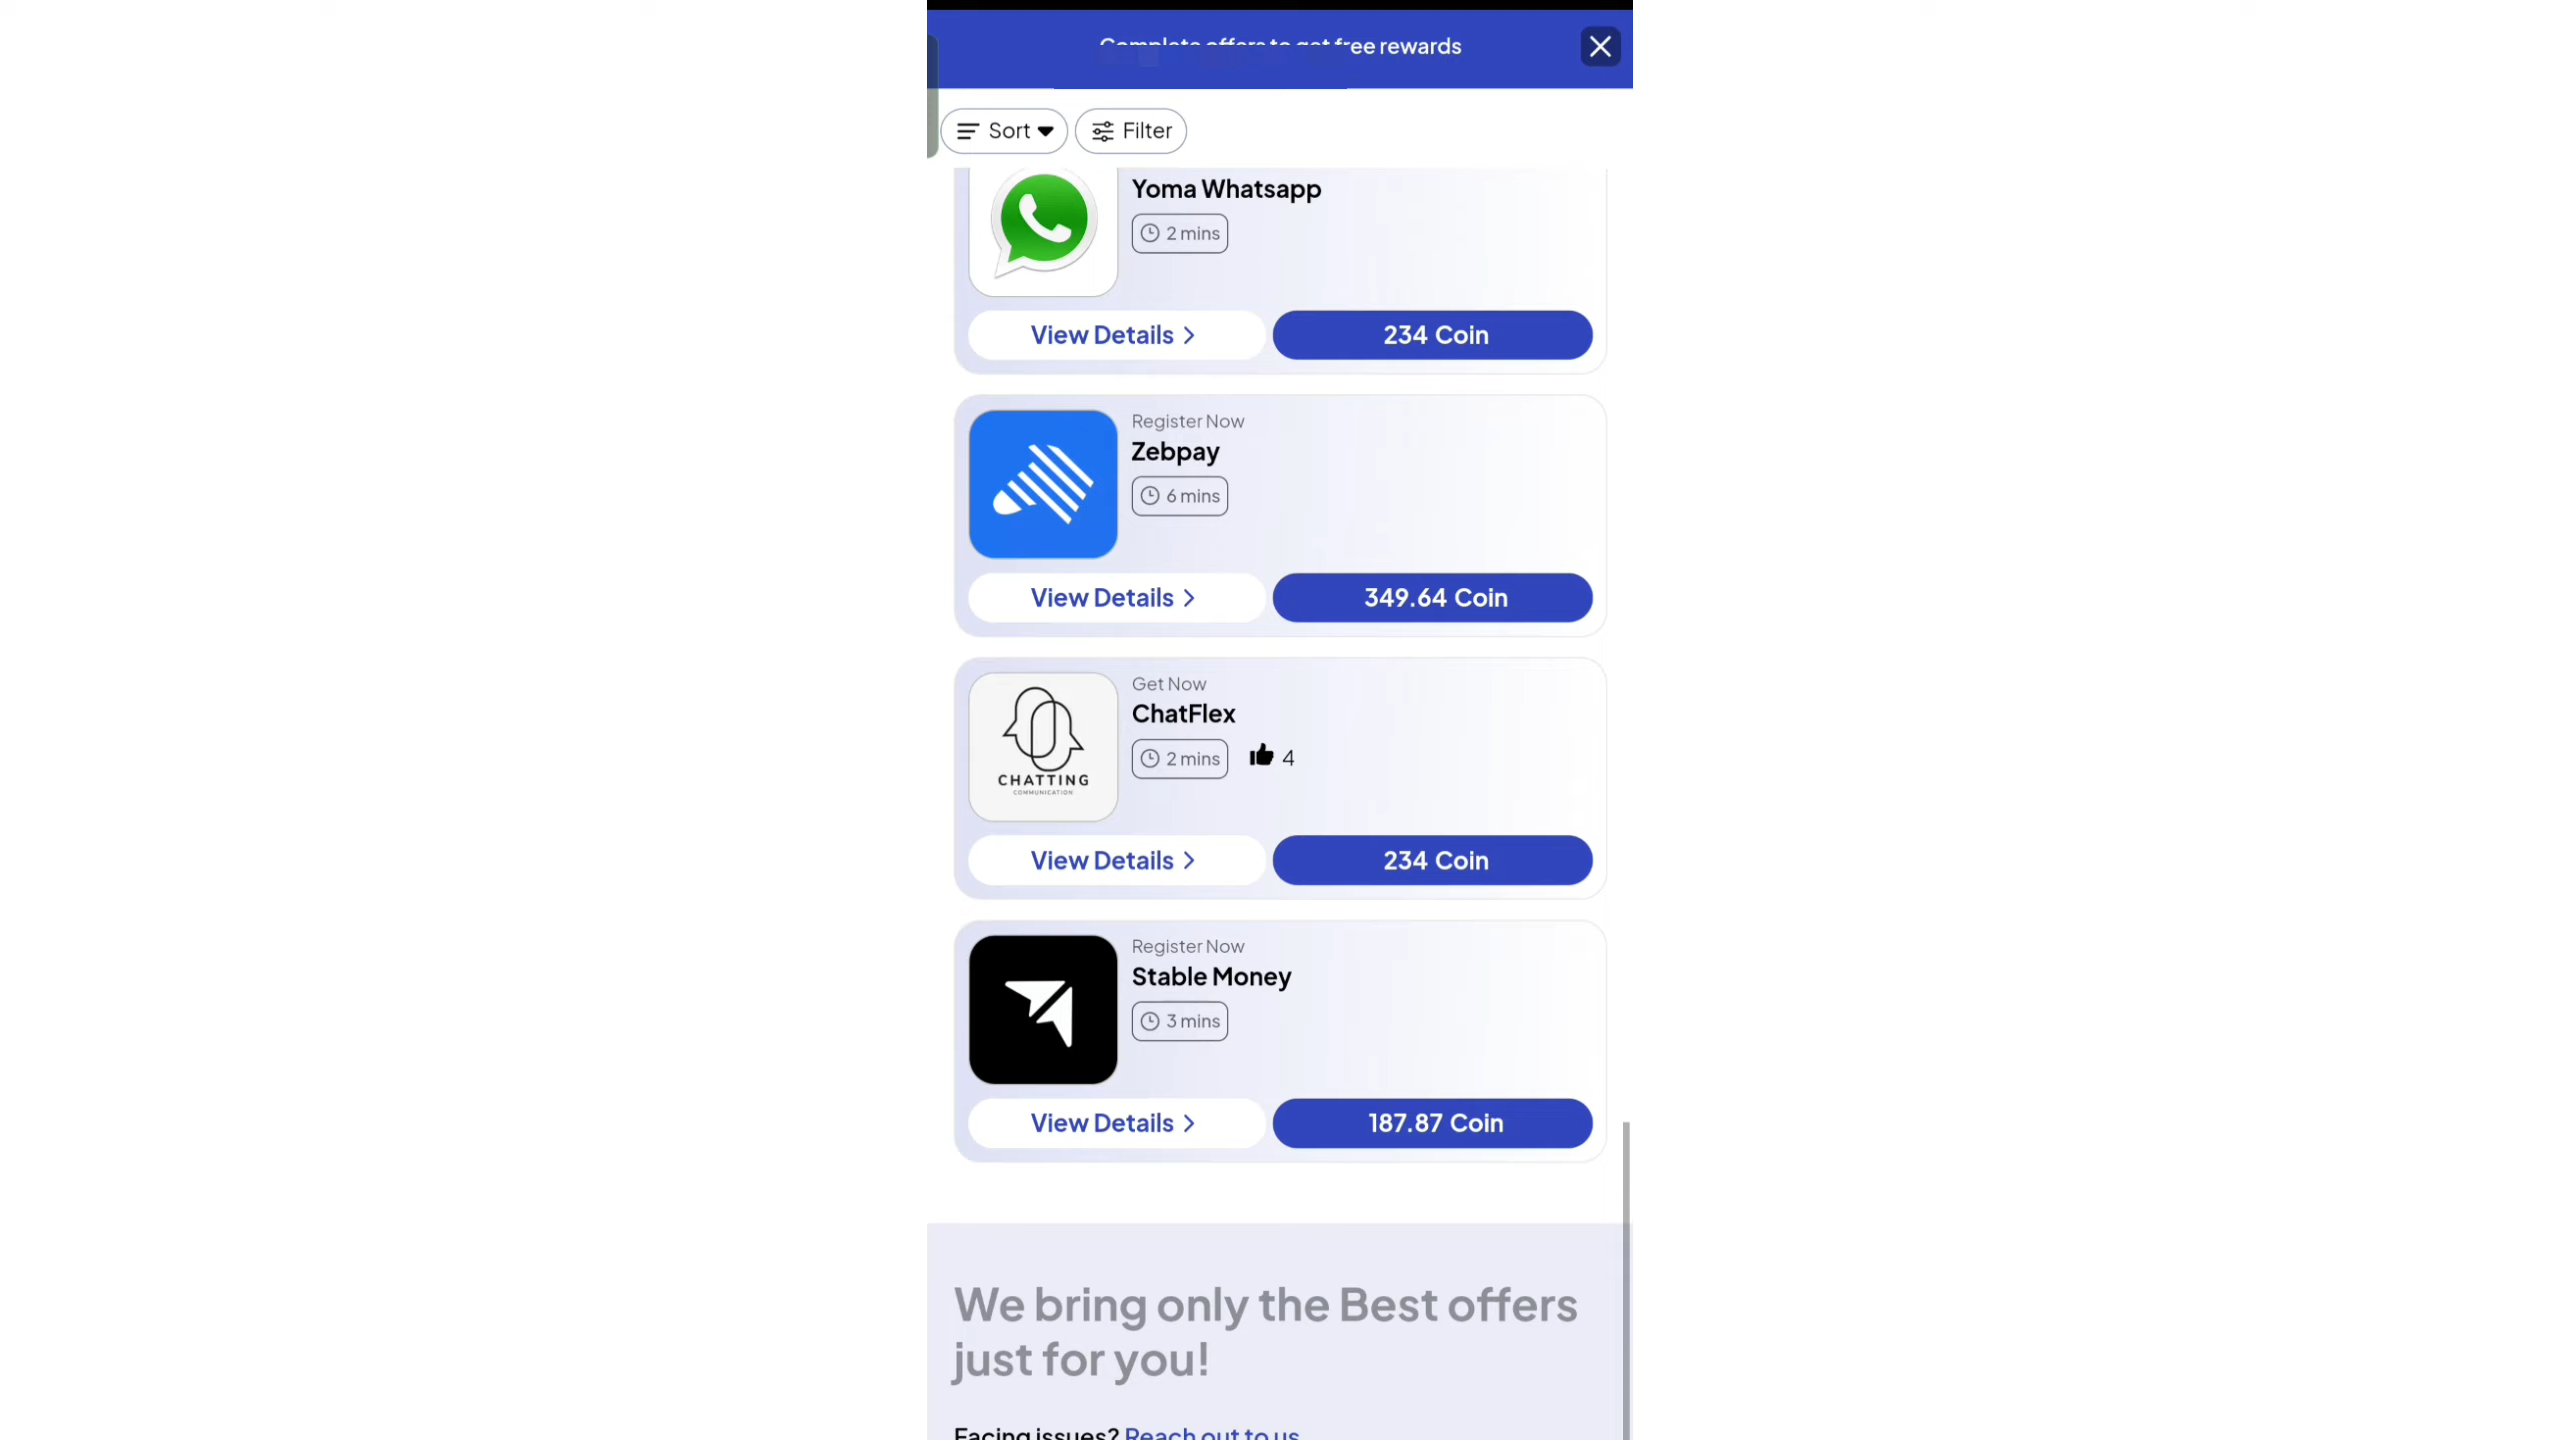 Complete offers to get free rewards
Sort
Filter
Yoma Whatsapp
2 mins
View Details
234 Coin
Register Now
Zebpay
6 mins
View Details
349.64 Coin
Get Now
ChatFlex
2 mins
4
CHATTING
COMMUNICATION
View Details
234 Coin
Register Now
Stable Money
3 mins
View Details
187.87 Coin
We bring only the Best offers
just for you!
Facing issues? Reach out to us